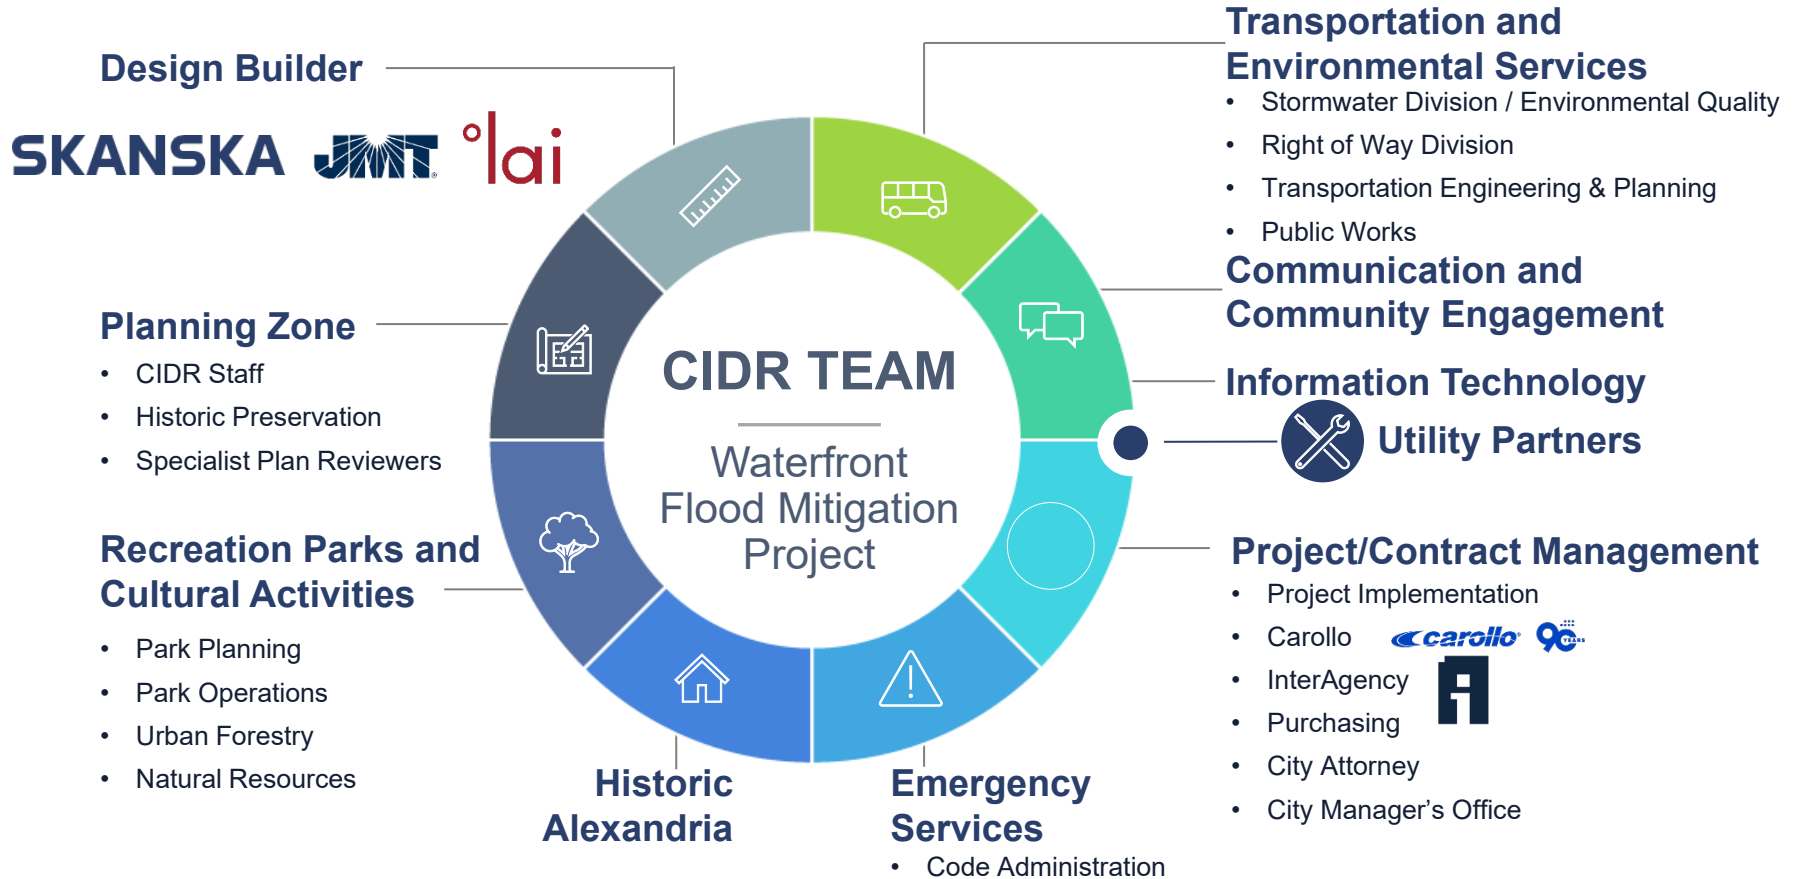 Design Builder
SKANSKA JMT °lai
Planning Zone
• CIDR Staff
• Historic Preservation
• Specialist Plan Reviewers
Recreation Parks and
Cultural Activities
• Park Planning
• Park Operations
• Urban Forestry
• Natural Resources
CIDR TEAM
Waterfront
Flood Mitigation
Project
Historic
Alexandria
Emergency
Services
• Code Administration
Transportation and
Environmental Services
• Stormwater Division / Environmental Quality
• Right of Way Division
• Transportation Engineering & Planning
• Public Works
Communication and
Community Engagement
Information Technology
Utility Partners
Project/Contract Management
• Project Implementation
• Carollo carollo 90 YEARS
• InterAgency
• Purchasing
• City Attorney
• City Manager’s Office